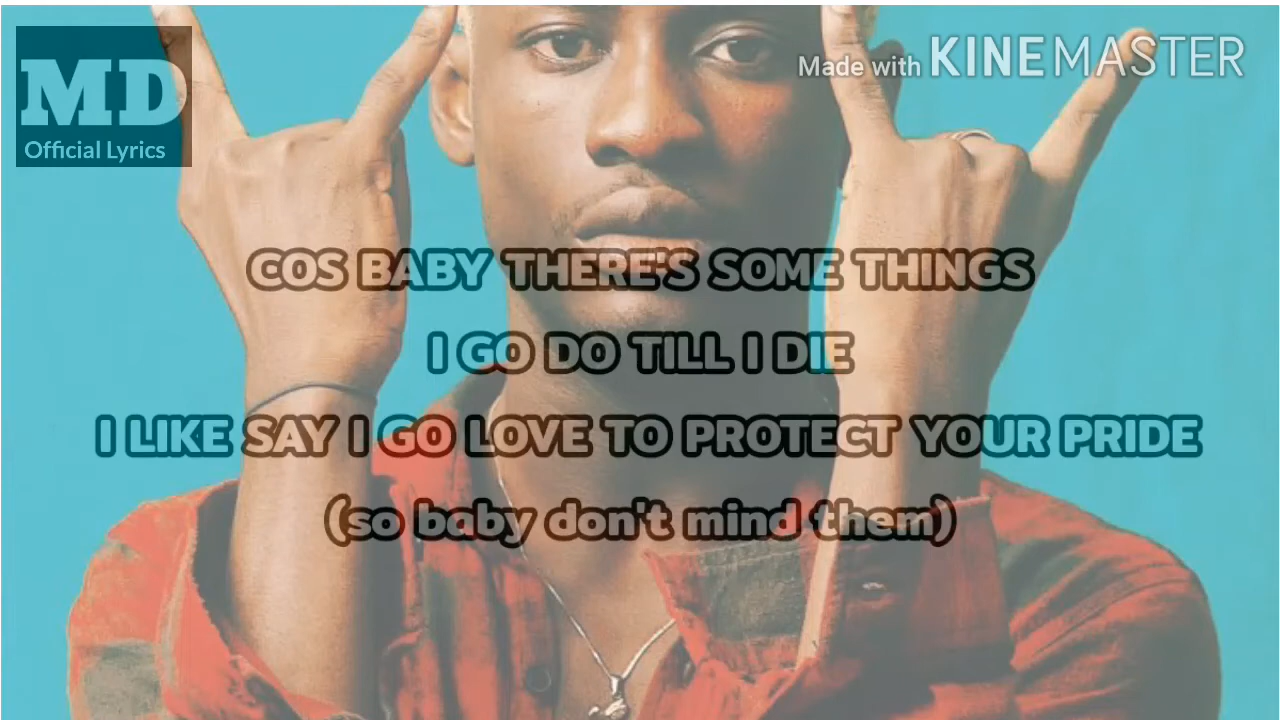 MD
Official Lyrics
Made with KINEMASTER
COS BABY THERE'S SOME THINGS
I GO DO TILL I DIE
I LIKE SAY I GO LOVE TO PROTECT YOUR PRIDE
(so baby don't mind them)